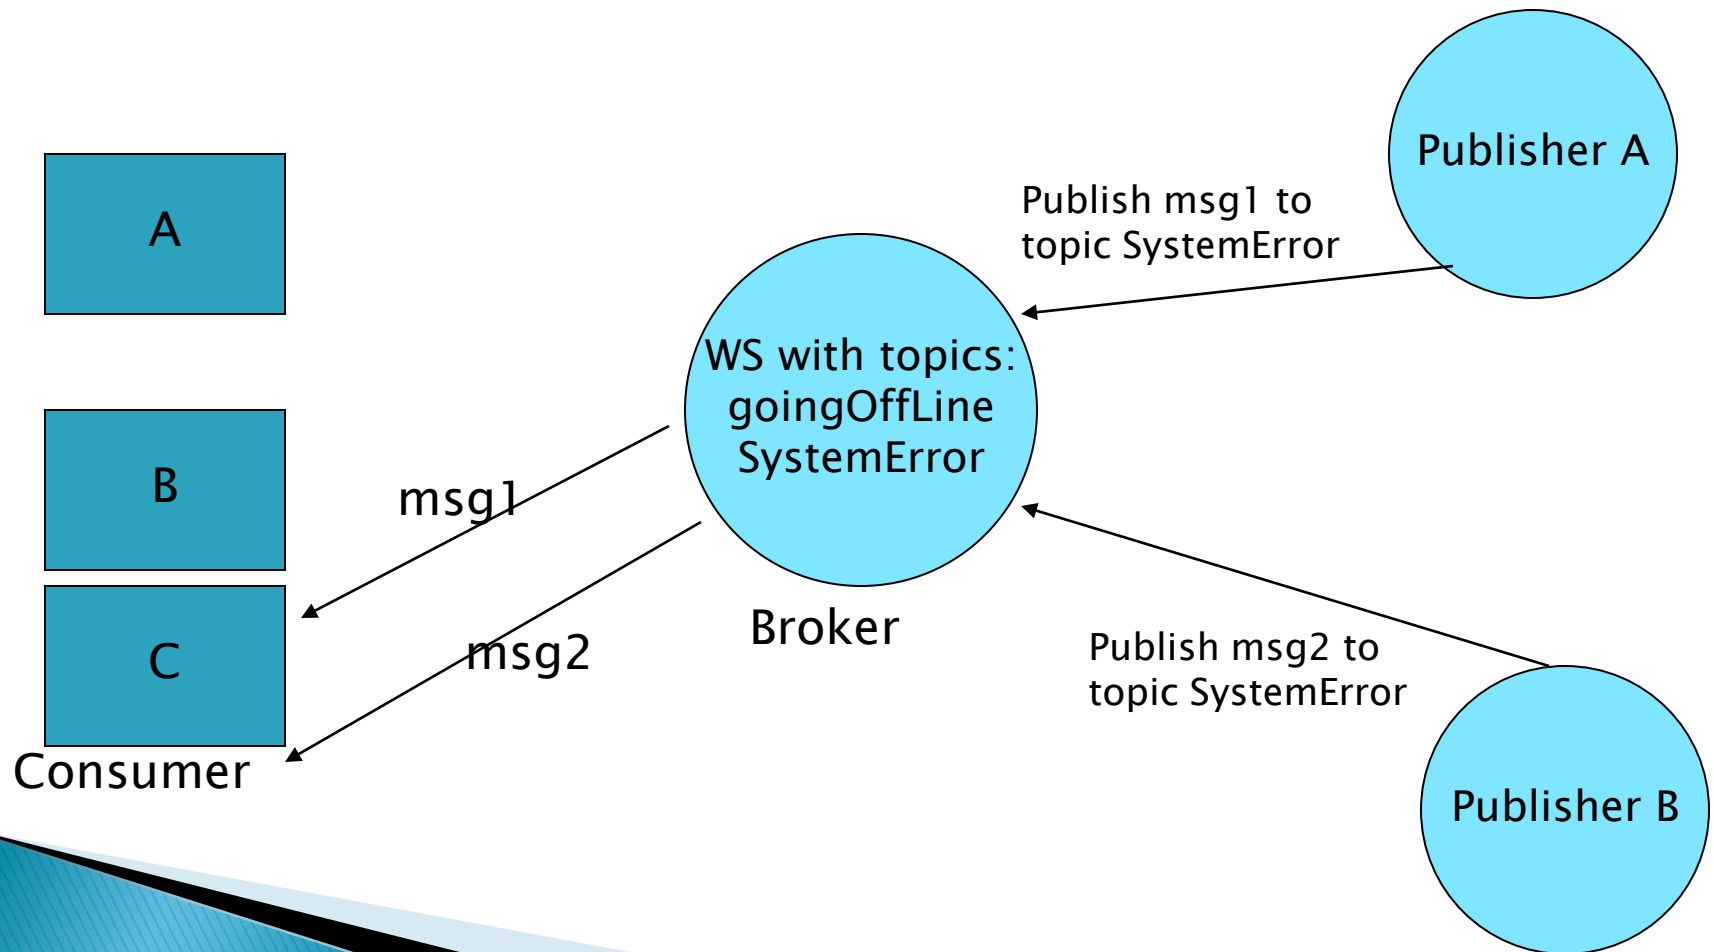 Publisher A
A
Publish msg1 to
topic SystemError
WS with topics:
goingOffLine
SystemError
B
msg1
Broker
C
msg2
Publish msg2 to
topic SystemError
Consumer
Publisher B